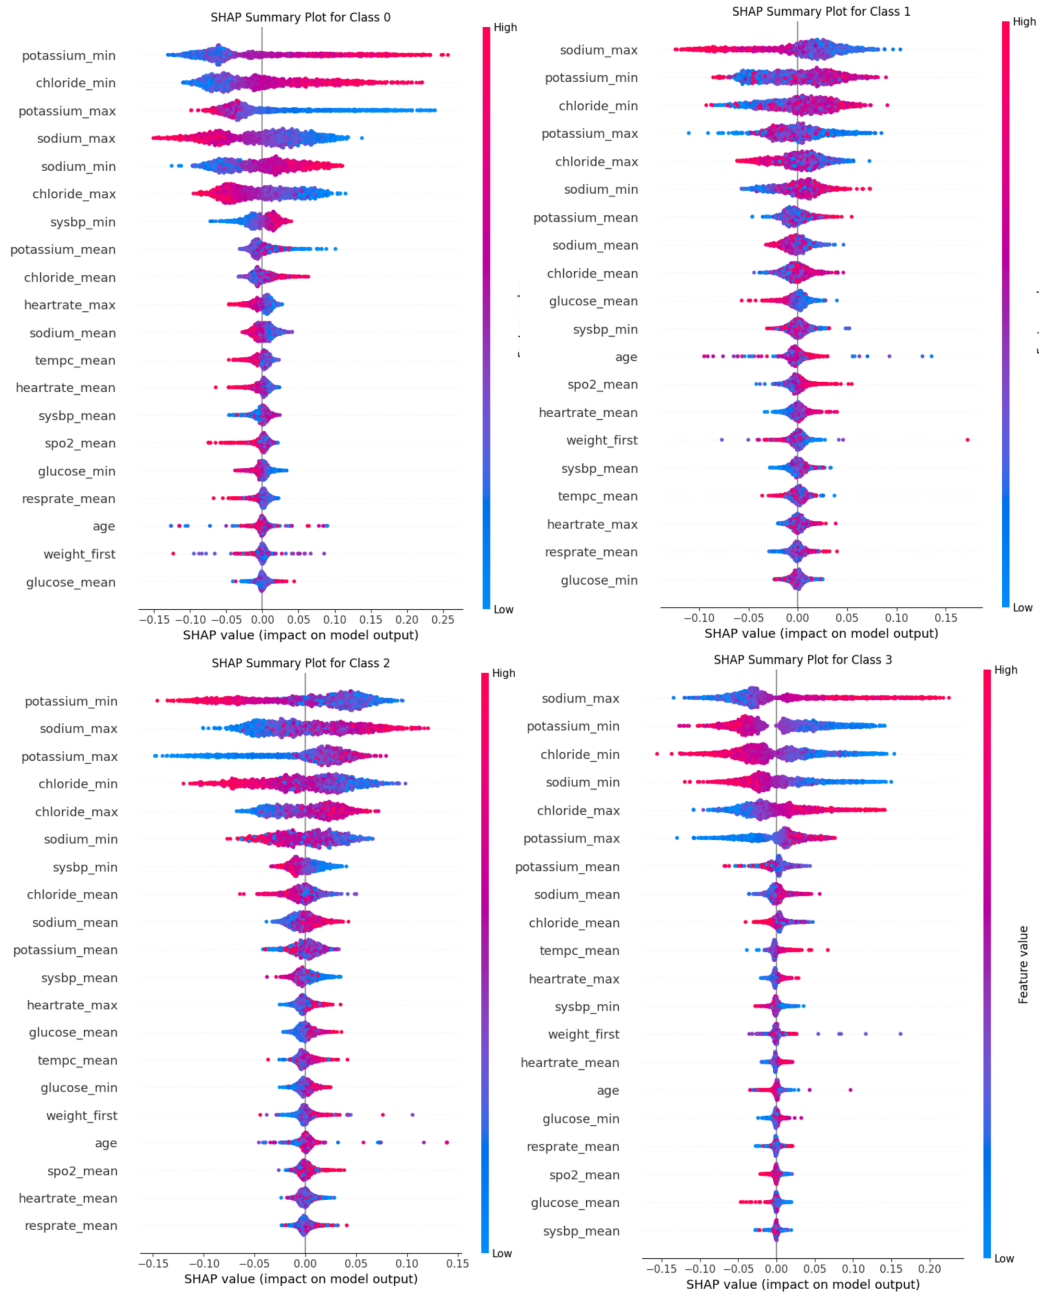 SHAP Summary Plot for Class 0
High
potassium_min
chloride_min
potassium_max
sodium_max
sodium_min
chloride_max
sysbp_min
potassium_mean
chloride_mean
heartrate_max
sodium_mean
tempc_mean
heartrate_mean
sysbp_mean
spo2_mean
glucose_min
resprate_mean
age
weight_first
glucose_mean
Low
−0.15 −0.10 −0.05 0.00 0.05 0.10 0.15 0.20 0.25
SHAP value (impact on model output)
SHAP Summary Plot for Class 1
High
sodium_max
potassium_min
chloride_min
potassium_max
chloride_max
sodium_min
potassium_mean
sodium_mean
chloride_mean
glucose_mean
sysbp_min
age
spo2_mean
heartrate_mean
weight_first
sysbp_mean
tempc_mean
heartrate_max
resprate_mean
glucose_min
Low
−0.10 −0.05 0.00 0.05 0.10 0.15
SHAP value (impact on model output)
SHAP Summary Plot for Class 2
High
potassium_min
sodium_max
potassium_max
chloride_min
chloride_max
sodium_min
sysbp_min
chloride_mean
sodium_mean
potassium_mean
sysbp_mean
heartrate_max
glucose_mean
tempc_mean
glucose_min
weight_first
age
spo2_mean
heartrate_mean
resprate_mean
Low
−0.15 −0.10 −0.05 0.00 0.05 0.10 0.15
SHAP value (impact on model output)
SHAP Summary Plot for Class 3
High
sodium_max
potassium_min
chloride_min
sodium_min
chloride_max
potassium_max
potassium_mean
sodium_mean
chloride_mean
tempc_mean
heartrate_max
sysbp_min
weight_first
heartrate_mean
age
glucose_min
resprate_mean
spo2_mean
glucose_mean
sysbp_mean
Feature value
Low
−0.15 −0.10 −0.05 0.00 0.05 0.10 0.15 0.20
SHAP value (impact on model output)